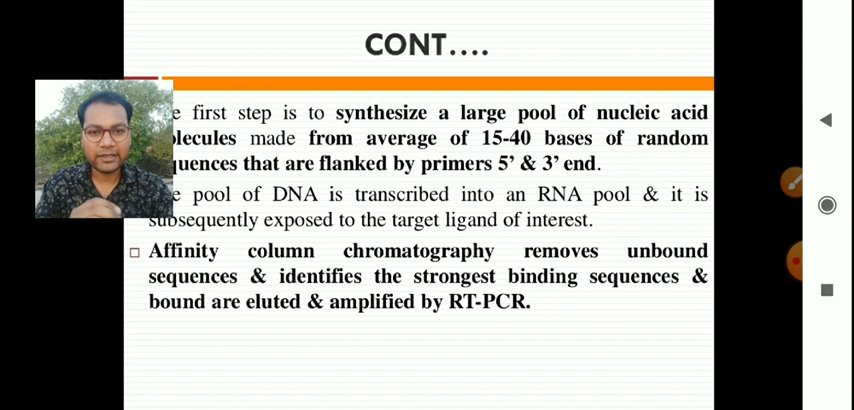 CONT....
e first step is to synthesize a large pool of nucleic acid
lecules made from average of 15-40 bases of random
quences that are flanked by primers 5’ & 3’ end.
e pool of DNA is transcribed into an RNA pool & it is
subsequently exposed to the target ligand of interest.
Affinity column chromatography removes unbound
sequences & identifies the strongest binding sequences &
bound are eluted & amplified by RT-PCR.